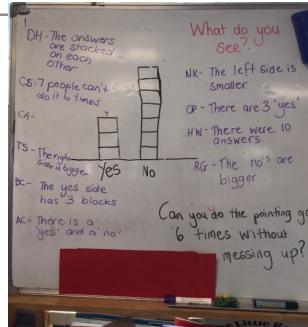 DH - The answers
are stacked
on each
other
CS: 7 people can't
do it 6 times
CA-
TS - The right
side is bigger
BC - The yes side
has 3 blocks
AC - There is a
'yes' and a 'no'
Yes
No
What do you
see?
NK - The left side is
smaller
OP - There are 3 'yes'
HW - There were 10
answers
RG - The no's are
bigger
Can you do the pointing ga
6 times without
messing up?